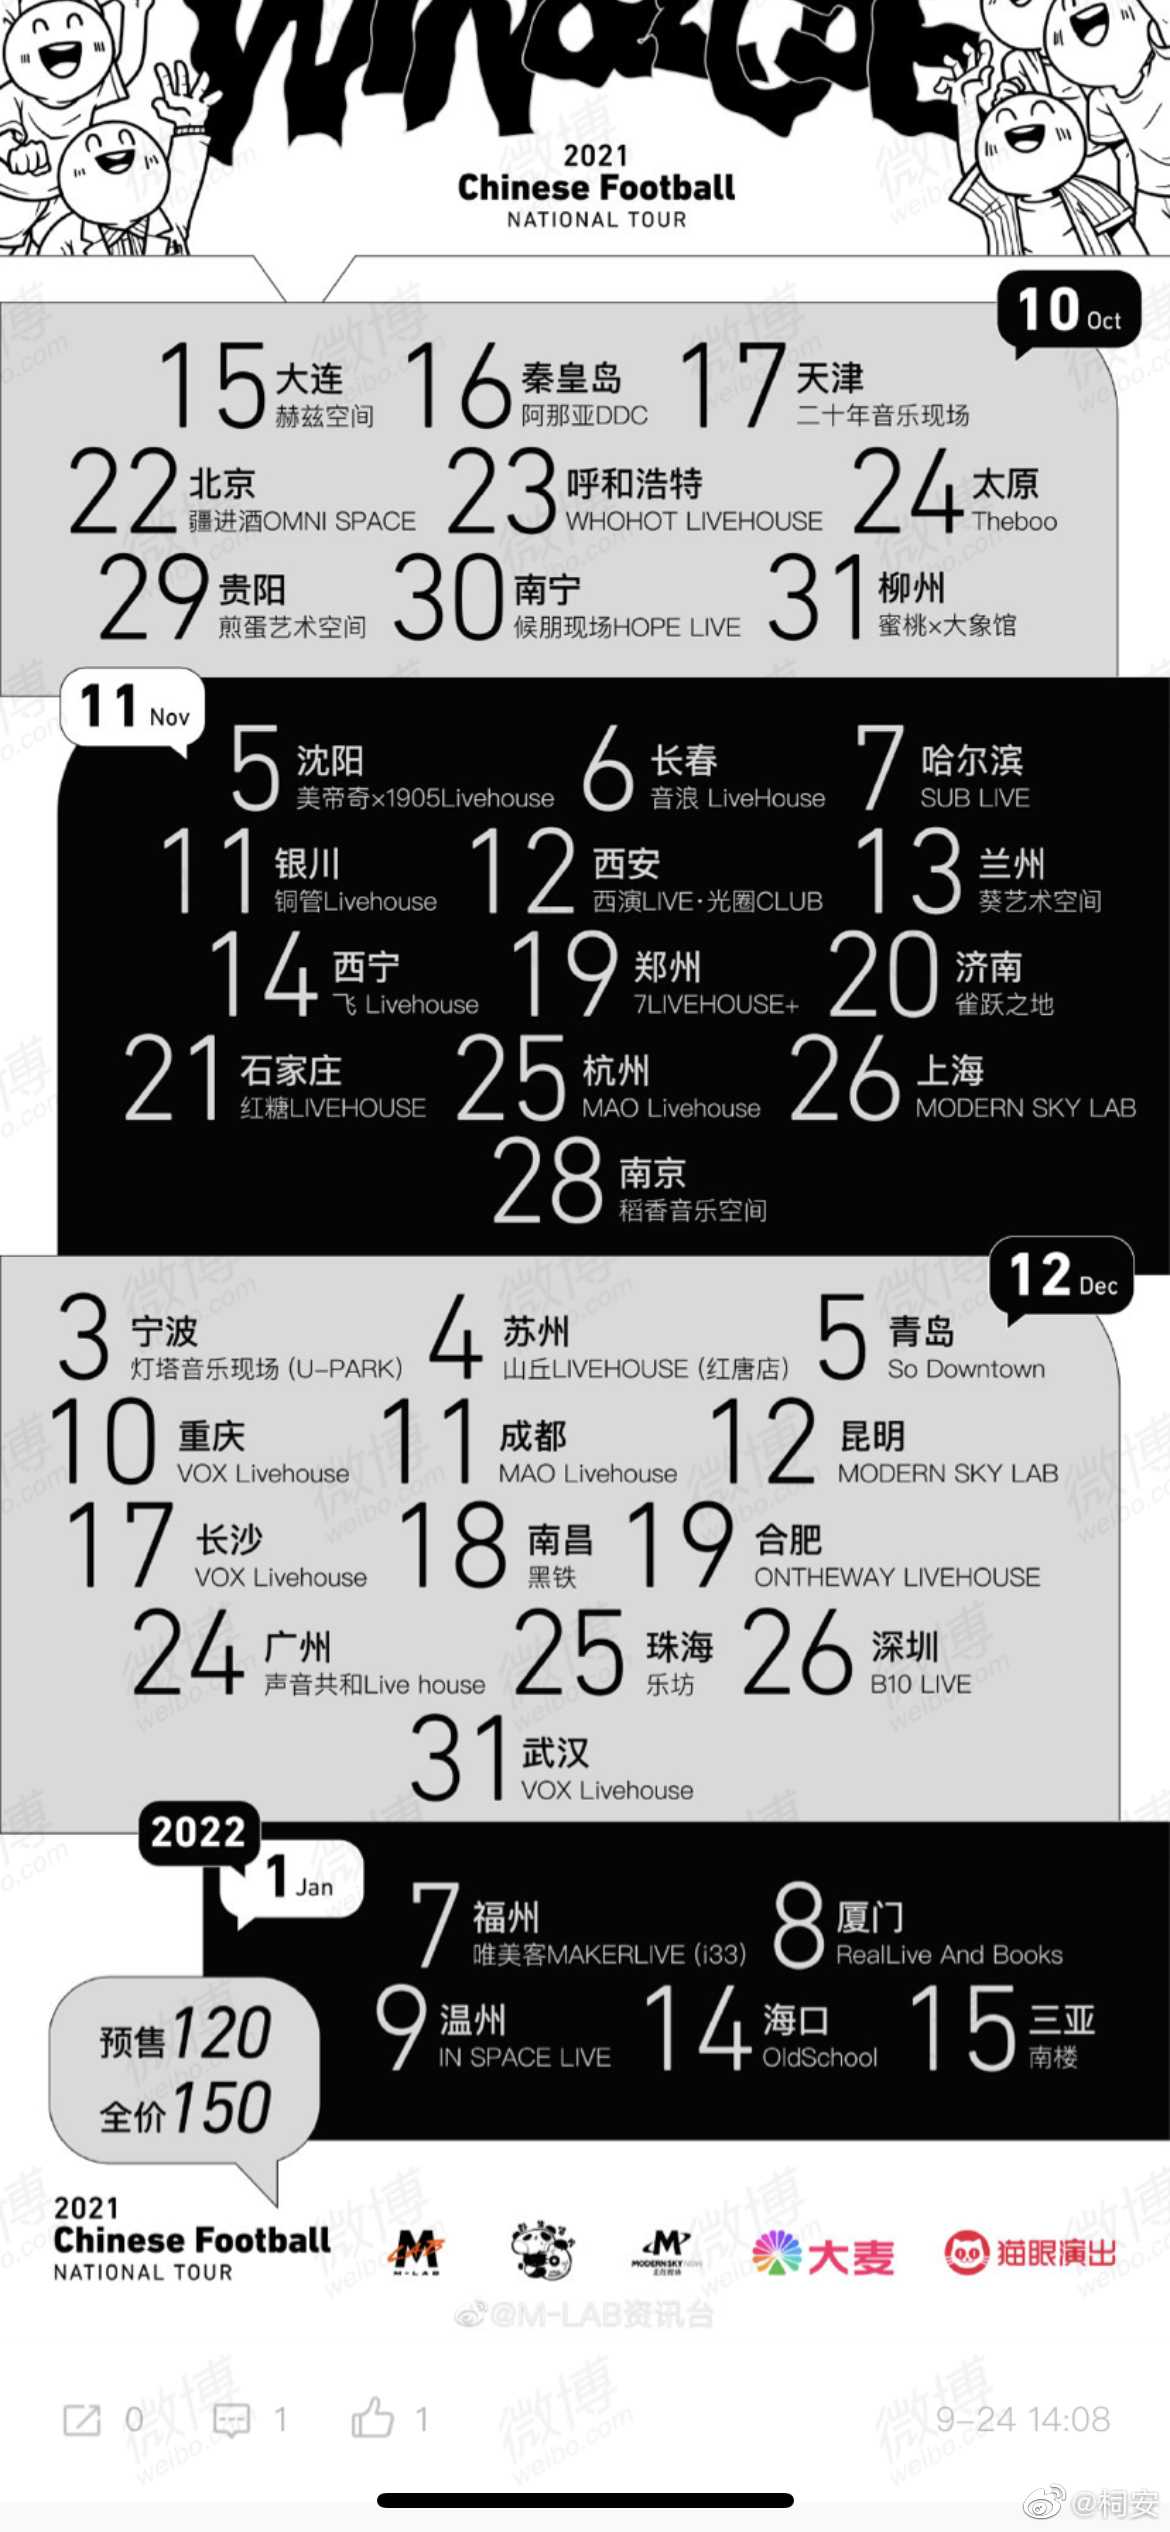 2021
Chinese Football
NATIONAL TOUR
10 Oct
15 大连 16 秦皇岛 17 天津
赫兹空间 阿那亚DDC 二十年音乐现场
22 北京 23 呼和浩特 24 太原
疆进酒OMNI SPACE WHOHOT LIVEHOUSE Theboo
29 贵阳 30 南宁 31 柳州
煎蛋艺术空间 候朋现场HOPE LIVE 蜜桃×大象馆
11 Nov
5 沈阳 6 长春 7 哈尔滨
美帝奇×1905Livehouse 音浪 LiveHouse SUB LIVE
11 银川 12 西安 13 兰州
铜管Livehouse 西演LIVE·光圈CLUB 葵艺术空间
14 西宁 19 郑州 20 济南
飞 Livehouse 7LIVEHOUSE+ 雀跃之地
21 石家庄 25 杭州 26 上海
红糖LIVEHOUSE MAO Livehouse MODERN SKY LAB
28 南京
稻香音乐空间
12 Dec
3 宁波 4 苏州 5 青岛
灯塔音乐现场 (U-PARK) 山丘LIVEHOUSE (红唐店) So Downtown
10 重庆 11 成都 12 昆明
VOX Livehouse MAO Livehouse MODERN SKY LAB
17 长沙 18 南昌 19 合肥
VOX Livehouse 黑铁 ONTHEWAY LIVEHOUSE
24 广州 25 珠海 26 深圳
声音共和Live house 乐坊 B10 LIVE
31 武汉
VOX Livehouse
2022
1 Jan
7 福州 8 厦门
唯美客MAKERLIVE (i33) RealLive And Books
9 温州 14 海口 15 三亚
IN SPACE LIVE OldSchool 南楼
预售120
全价150
2021
Chinese Football
NATIONAL TOUR
M-LAB
MODERNSKY
大麦
猫眼演出
@M-LAB资讯台
0 1 1 9-24 14:08
@桐安
微博
weibo.com